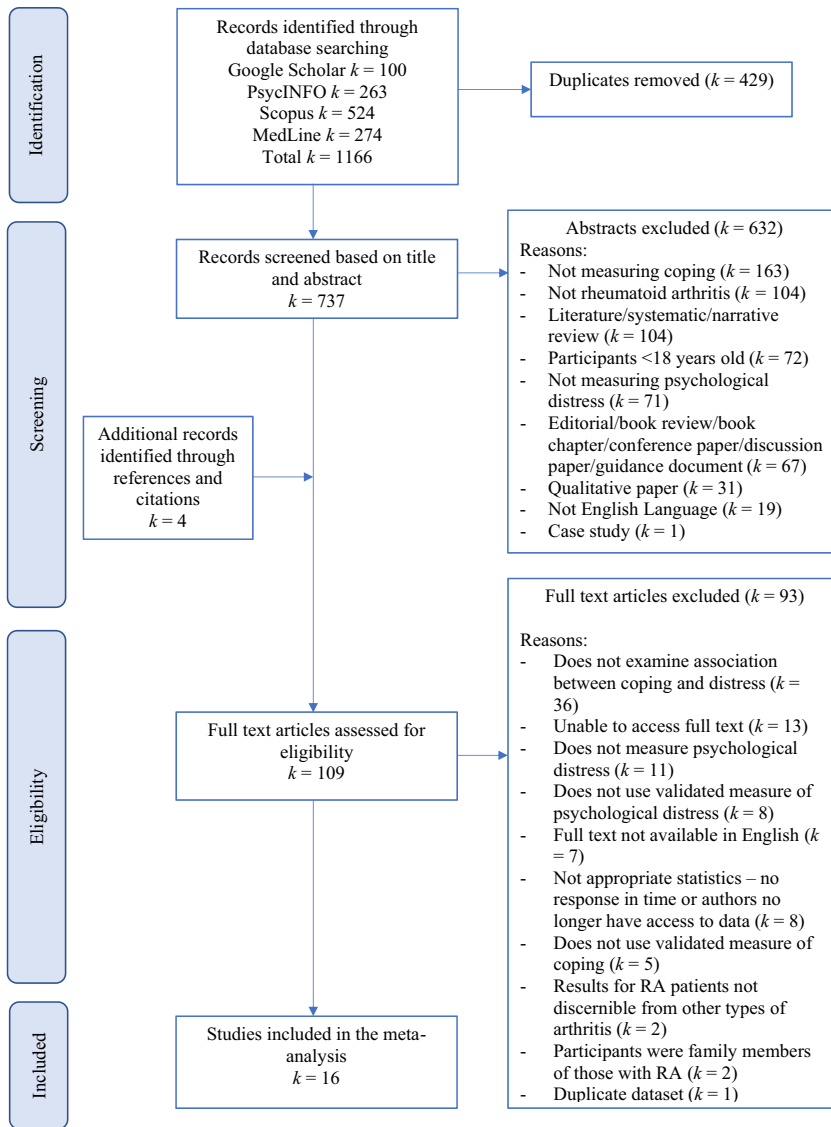 Identification
Records identified through
database searching
Google Scholar k = 100
PsycINFO k = 263
Scopus k = 524
MedLine k = 274
Total k = 1166
Duplicates removed (k = 429)
Screening
Records screened based on title
and abstract
k = 737
Abstracts excluded (k = 632)
Reasons:
- Not measuring coping (k = 163)
- Not rheumatoid arthritis (k = 104)
- Literature/systematic/narrative
review (k = 104)
- Participants <18 years old (k = 72)
- Not measuring psychological
distress (k = 71)
- Editorial/book review/book
chapter/conference paper/discussion
paper/guidance document (k = 67)
- Qualitative paper (k = 31)
- Not English Language (k = 19)
- Case study (k = 1)
Additional records
identified through
references and
citations
k = 4
Eligibility
Full text articles assessed for
eligibility
k = 109
Full text articles excluded (k = 93)
Reasons:
- Does not examine association
between coping and distress (k =
36)
- Unable to access full text (k = 13)
- Does not measure psychological
distress (k = 11)
- Does not use validated measure of
psychological distress (k = 8)
- Full text not available in English (k
= 7)
- Not appropriate statistics – no
response in time or authors no
longer have access to data (k = 8)
- Does not use validated measure of
coping (k = 5)
- Results for RA patients not
discernible from other types of
arthritis (k = 2)
- Participants were family members
of those with RA (k = 2)
- Duplicate dataset (k = 1)
Included
Studies included in the meta-
analysis
k = 16